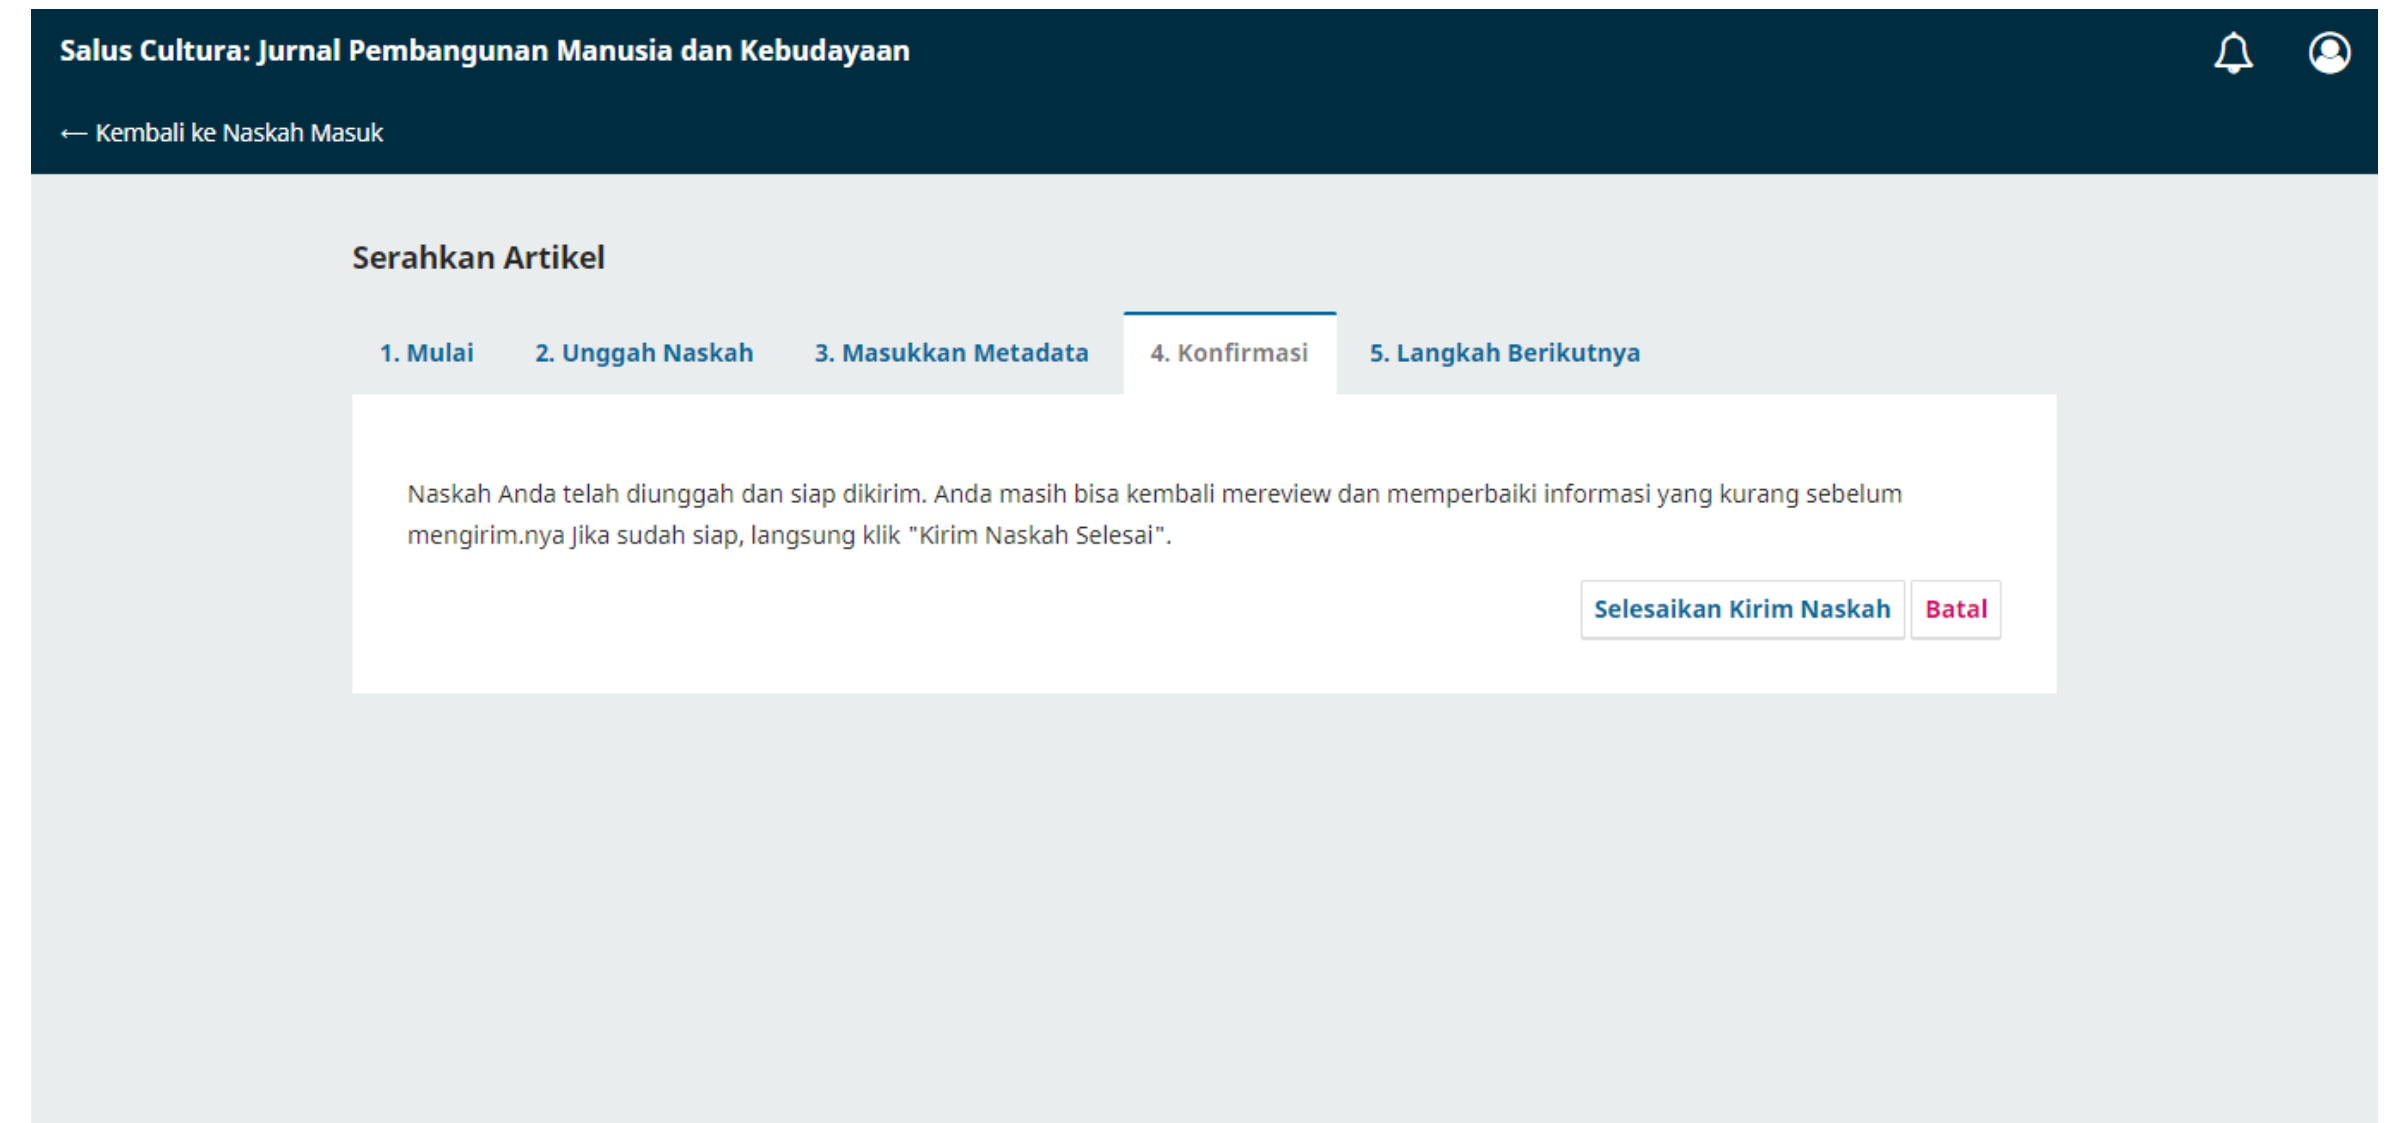 Salus Cultura: Jurnal Pembangunan Manusia dan Kebudayaan
← Kembali ke Naskah Masuk
Serahkan Artikel
1. Mulai 2. Unggah Naskah 3. Masukkan Metadata 4. Konfirmasi 5. Langkah Berikutnya
Naskah Anda telah diunggah dan siap dikirim. Anda masih bisa kembali mereview dan memperbaiki informasi yang kurang sebelum
mengirim.nya Jika sudah siap, langsung klik "Kirim Naskah Selesai".
Selesaikan Kirim Naskah Batal